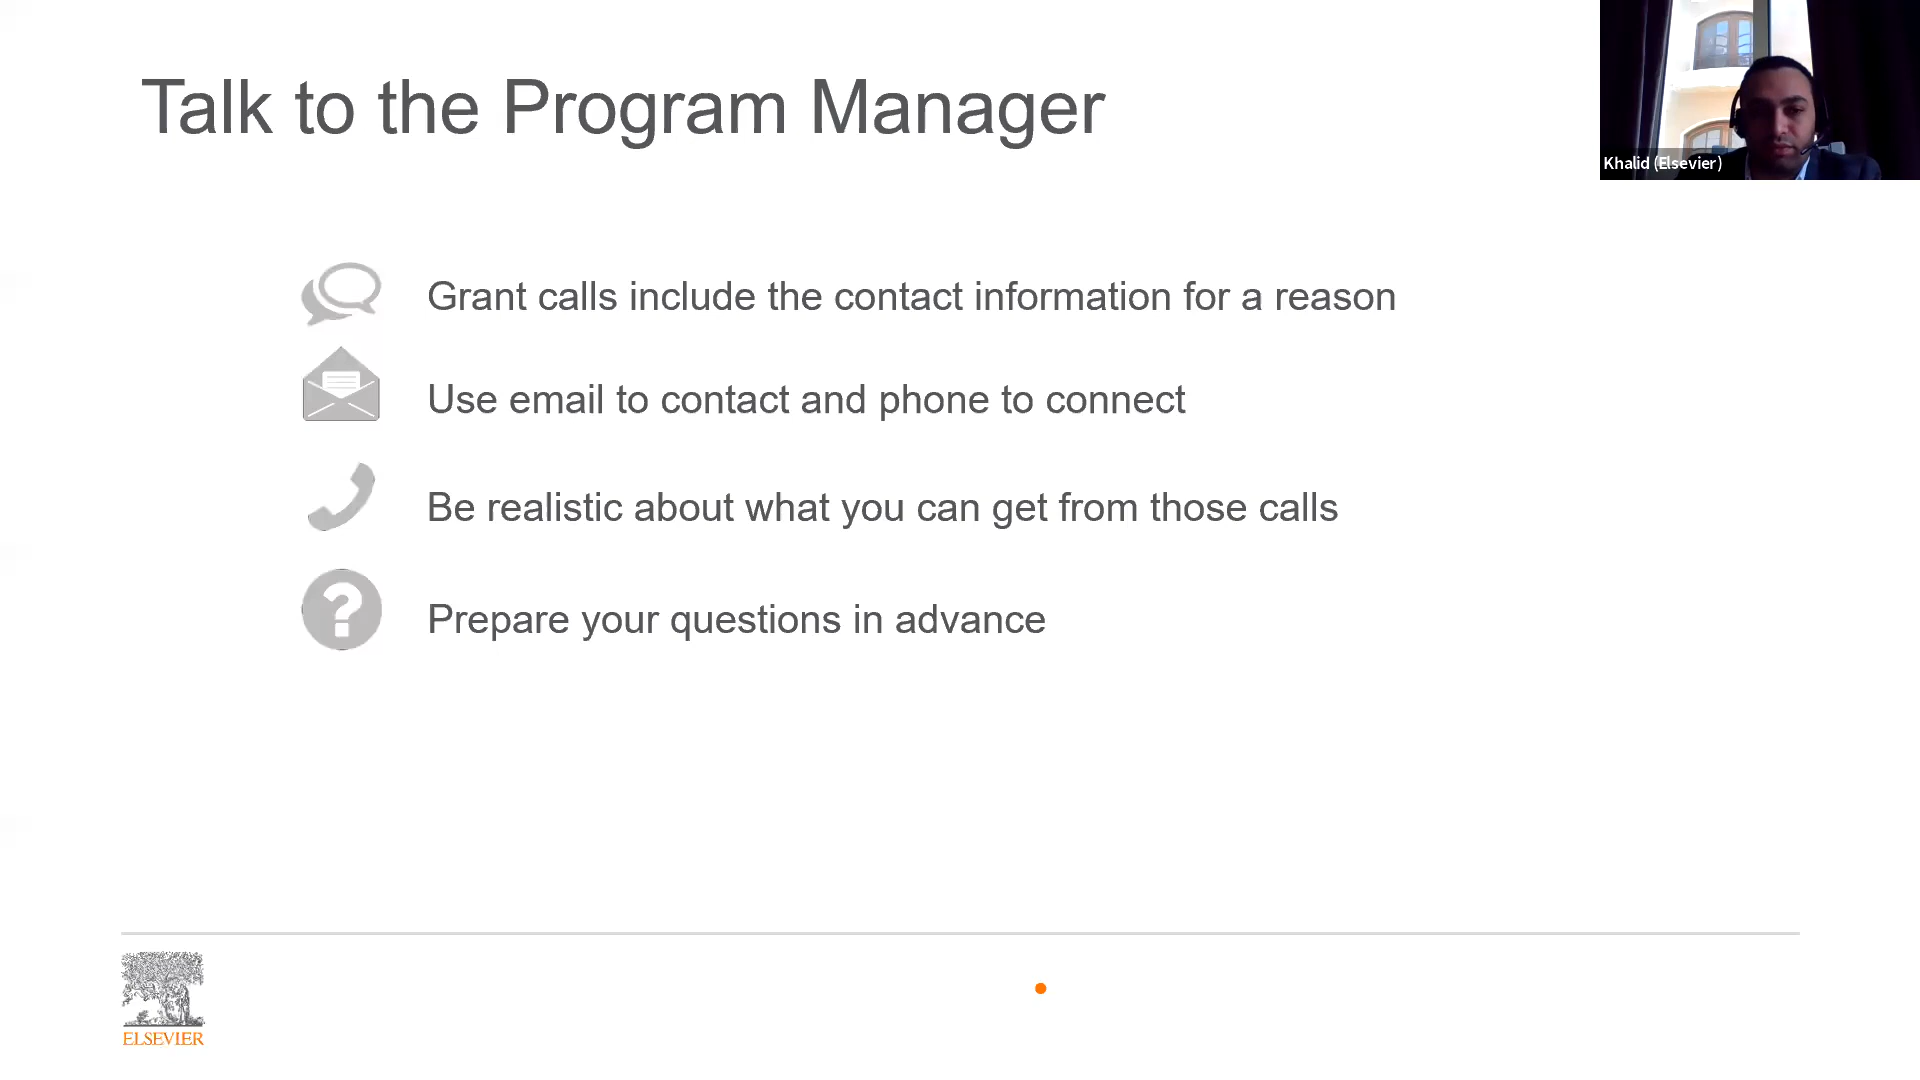 Talk to the Program Manager
Khalid (Elsevier)
Grant calls include the contact information for a reason
Use email to contact and phone to connect
Be realistic about what you can get from those calls
Prepare your questions in advance
ELSEVIER